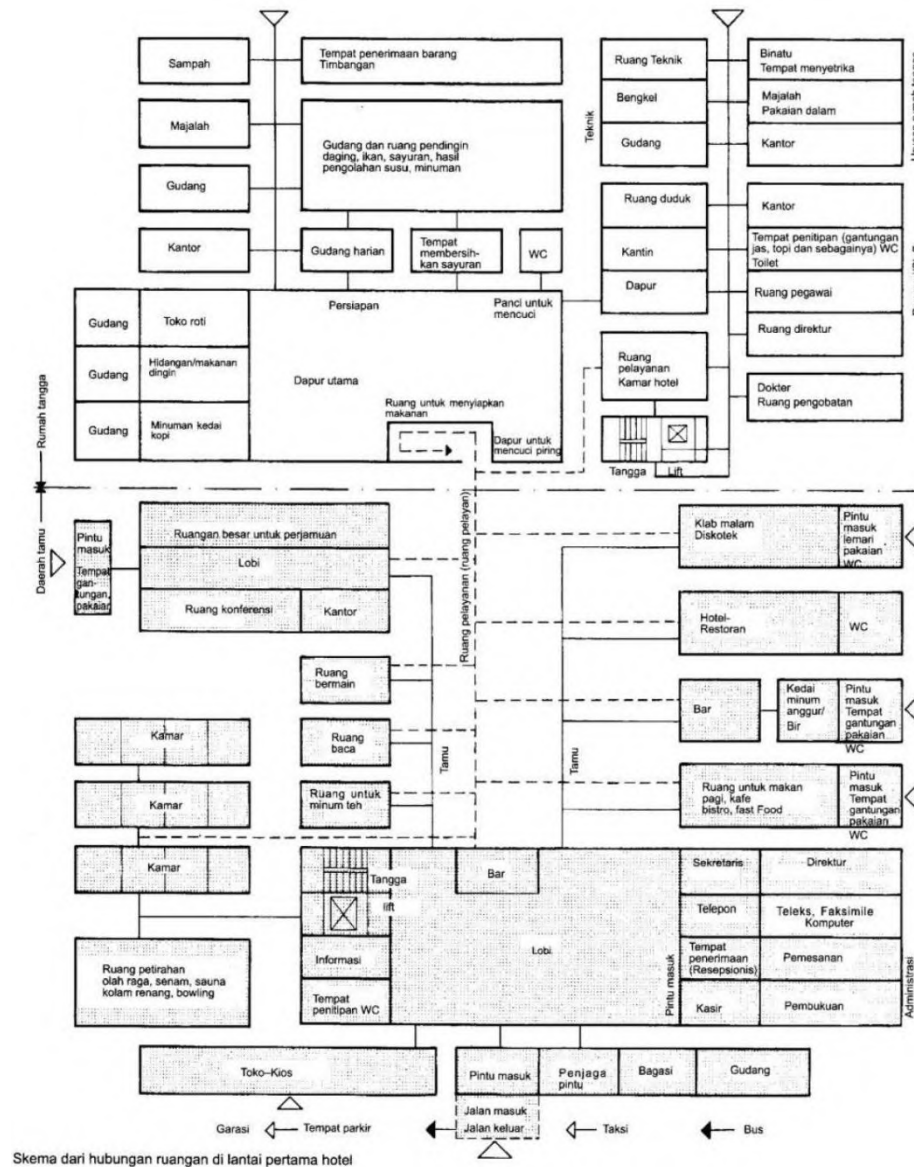 Sampah
Tempat penerimaan barang
Timbangan
Majalah
Gudang dan ruang pendingin
daging, ikan, sayuran, hasil
pengolahan susu, minuman
Gudang
Kantor
Gudang harian
Tempat
membersih-
kan sayuran
WC
Teknik
Ruang Teknik
Binatu
Tempat menyetrika
Bengkel
Majalah
Pakaian dalam
Gudang
Kantor
Ruang duduk
Kantor
Kantin
Tempat penitipan (gantungan
jas, topi dan sebagainya) WC
Toilet
Dapur
Ruang pegawai
Ruang direktur
Ruang
pelayanan
Kamar hotel
Dokter
Ruang pengobatan
Tangga
Lift
Persiapan
Panci untuk
mencuci
Gudang
Toko roti
Gudang
Hidangan/makanan
dingin
Dapur utama
Gudang
Minuman kedai
kopi
Ruang untuk menyiapkan
makanan
Dapur untuk
mencuci piring
Rumah tangga
Daerah tamu
Pintu
masuk
Tempat
gan-
tungan
pakaian
Ruangan besar untuk perjamuan
Lobi
Ruang konferensi
Kantor
Ruang pelayanan (ruang pelayan)
Klab malam
Diskotek
Pintu
masuk
lemari
pakaian
WC
Hotel-
Restoran
WC
Ruang
bermain
Bar
Kedai
minum
anggur/
Bir
Pintu
masuk
Tempat
gantungan
pakaian
WC
Ruang
baca
Tamu
Tamu
Ruang untuk
minum teh
Ruang untuk makan
pagi, kafe
bistro, fast Food
Pintu
masuk
Tempat
gantungan
pakaian
WC
Kamar
Kamar
Kamar
Tangga
lift
Bar
Lobi
Informasi
Tempat
penitipan WC
Pintu masuk
Sekretaris
Direktur
Telepon
Teleks, Faksimile
Komputer
Tempat
penerimaan
(Resepsionis)
Pemesanan
Kasir
Pembukuan
Administrasi
Ruang petirahan
olah raga, senam, sauna
kolam renang, bowling
Toko–Kios
Pintu masuk
Penjaga
pintu
Bagasi
Gudang
Jalan masuk
Jalan keluar
Garasi
Tempat parkir
Taksi
Bus
Skema dari hubungan ruangan di lantai pertama hotel